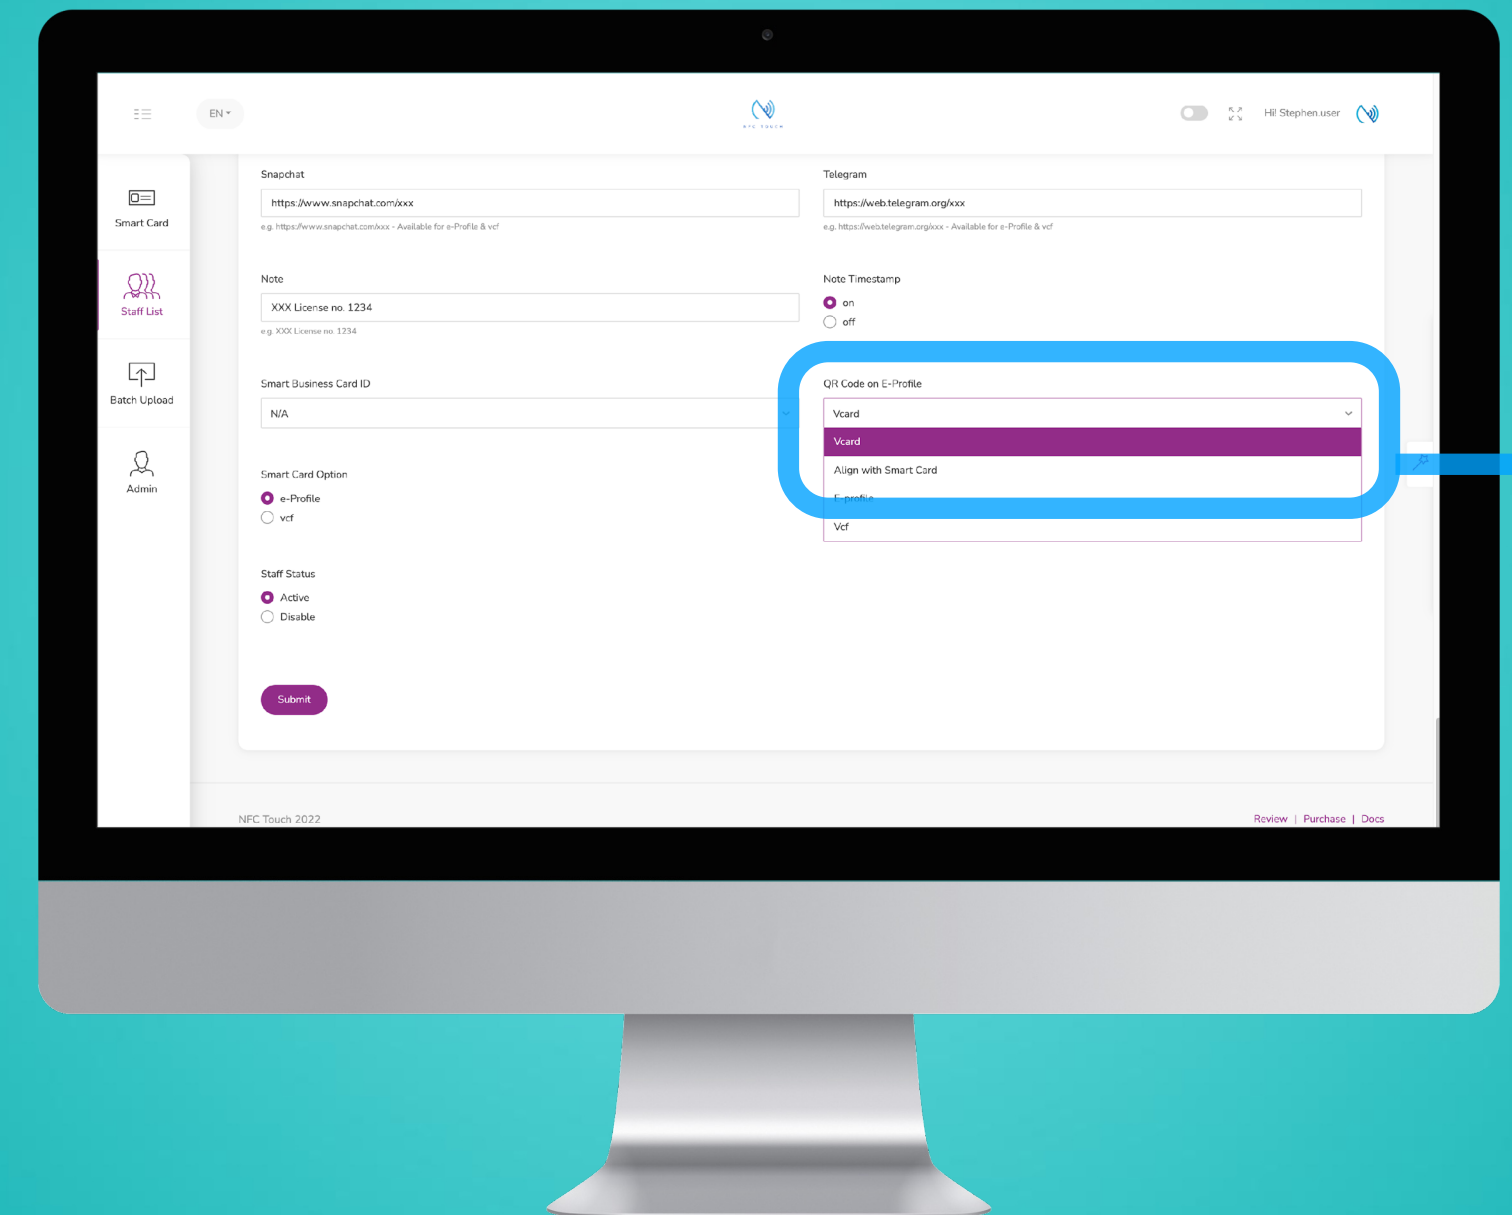 EN
NFC TOUCH
Hi! Stephen.user
Smart Card
Staff List
Batch Upload
Admin
Snapchat
https://www.snapchat.com/xxx
e.g. https://www.snapchat.com/xxx - Available for e-Profile & vcf
Telegram
https://web.telegram.org/xxx
e.g. https://web.telegram.org/xxx - Available for e-Profile & vcf
Note
XXX License no. 1234
e.g. XXX License no. 1234
Note Timestamp
on
off
Smart Business Card ID
N/A
QR Code on E-Profile
Vcard
Vcard
Align with Smart Card
E-profile
Vcf
Smart Card Option
e-Profile
vcf
Staff Status
Active
Disable
Submit
NFC Touch 2022
Review | Purchase | Docs